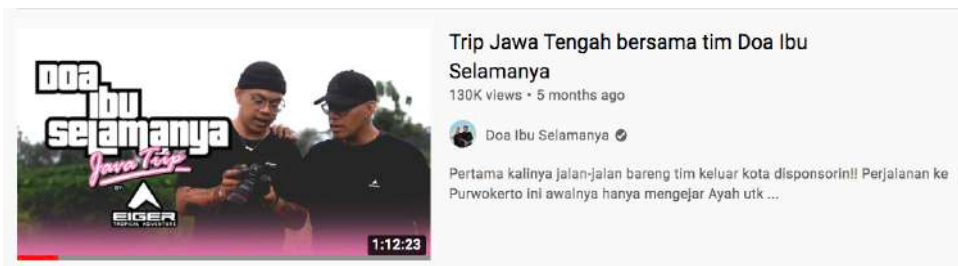 Doa
Ibu
selamanya
Java Trip
BY
EIGER
TROPICAL ADVENTURE
1:12:23
Trip Jawa Tengah bersama tim Doa Ibu
Selamanya
130K views • 5 months ago
Doa Ibu Selamanya
Pertama kalinya jalan-jalan bareng tim keluar kota disponsorin!! Perjalanan ke
Purwokerto ini awalnya hanya mengejar Ayah utk ...